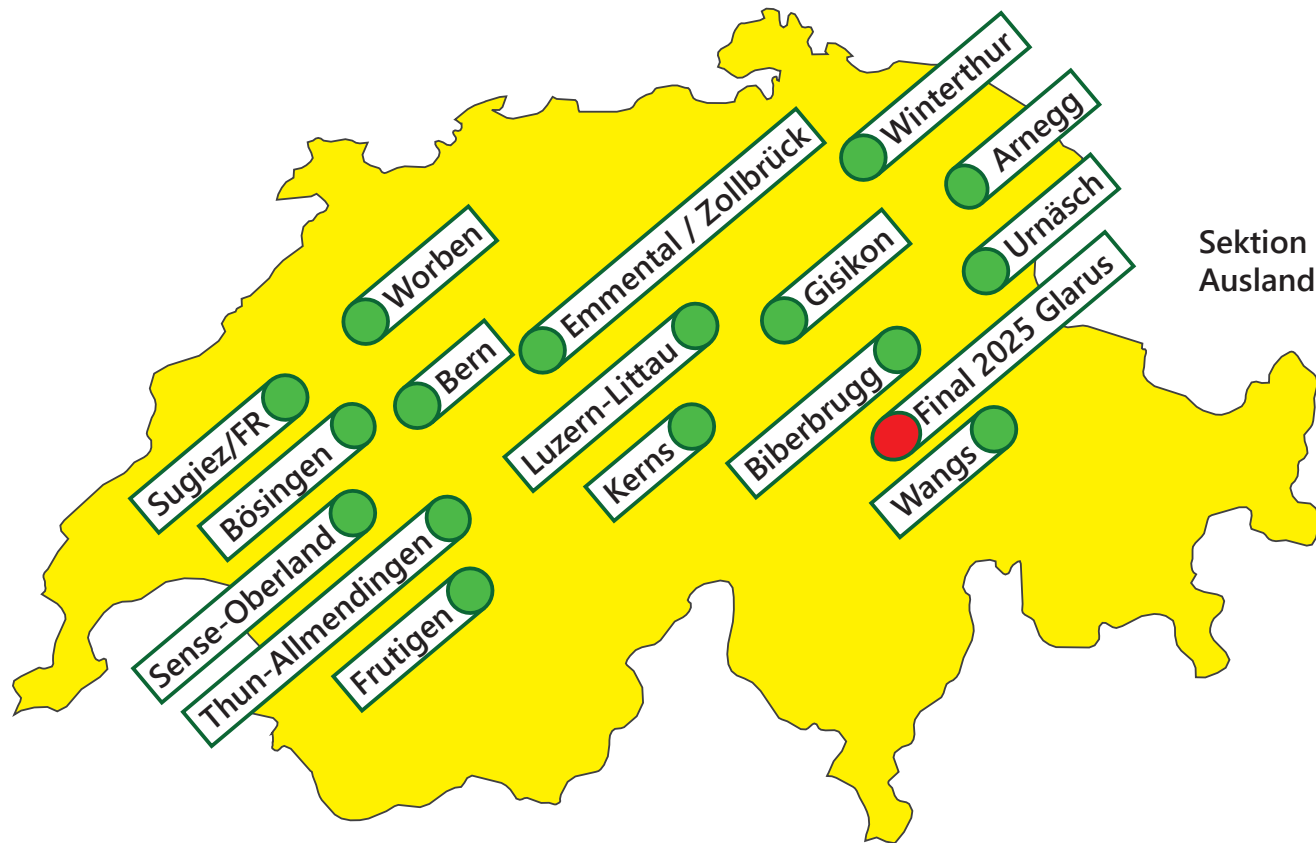 Winterthur
Arnegg
Emmental / Zollbrück
Urnäsch
Sektion
Ausland
Worben
Gisikon
Final 2025 Glarus
Bern
Luzern-Littau
Biberbrugg
Sugiez/FR
Bösingen
Kerns
Wangs
Sense-Oberland
Thun-Allmendingen
Frutigen